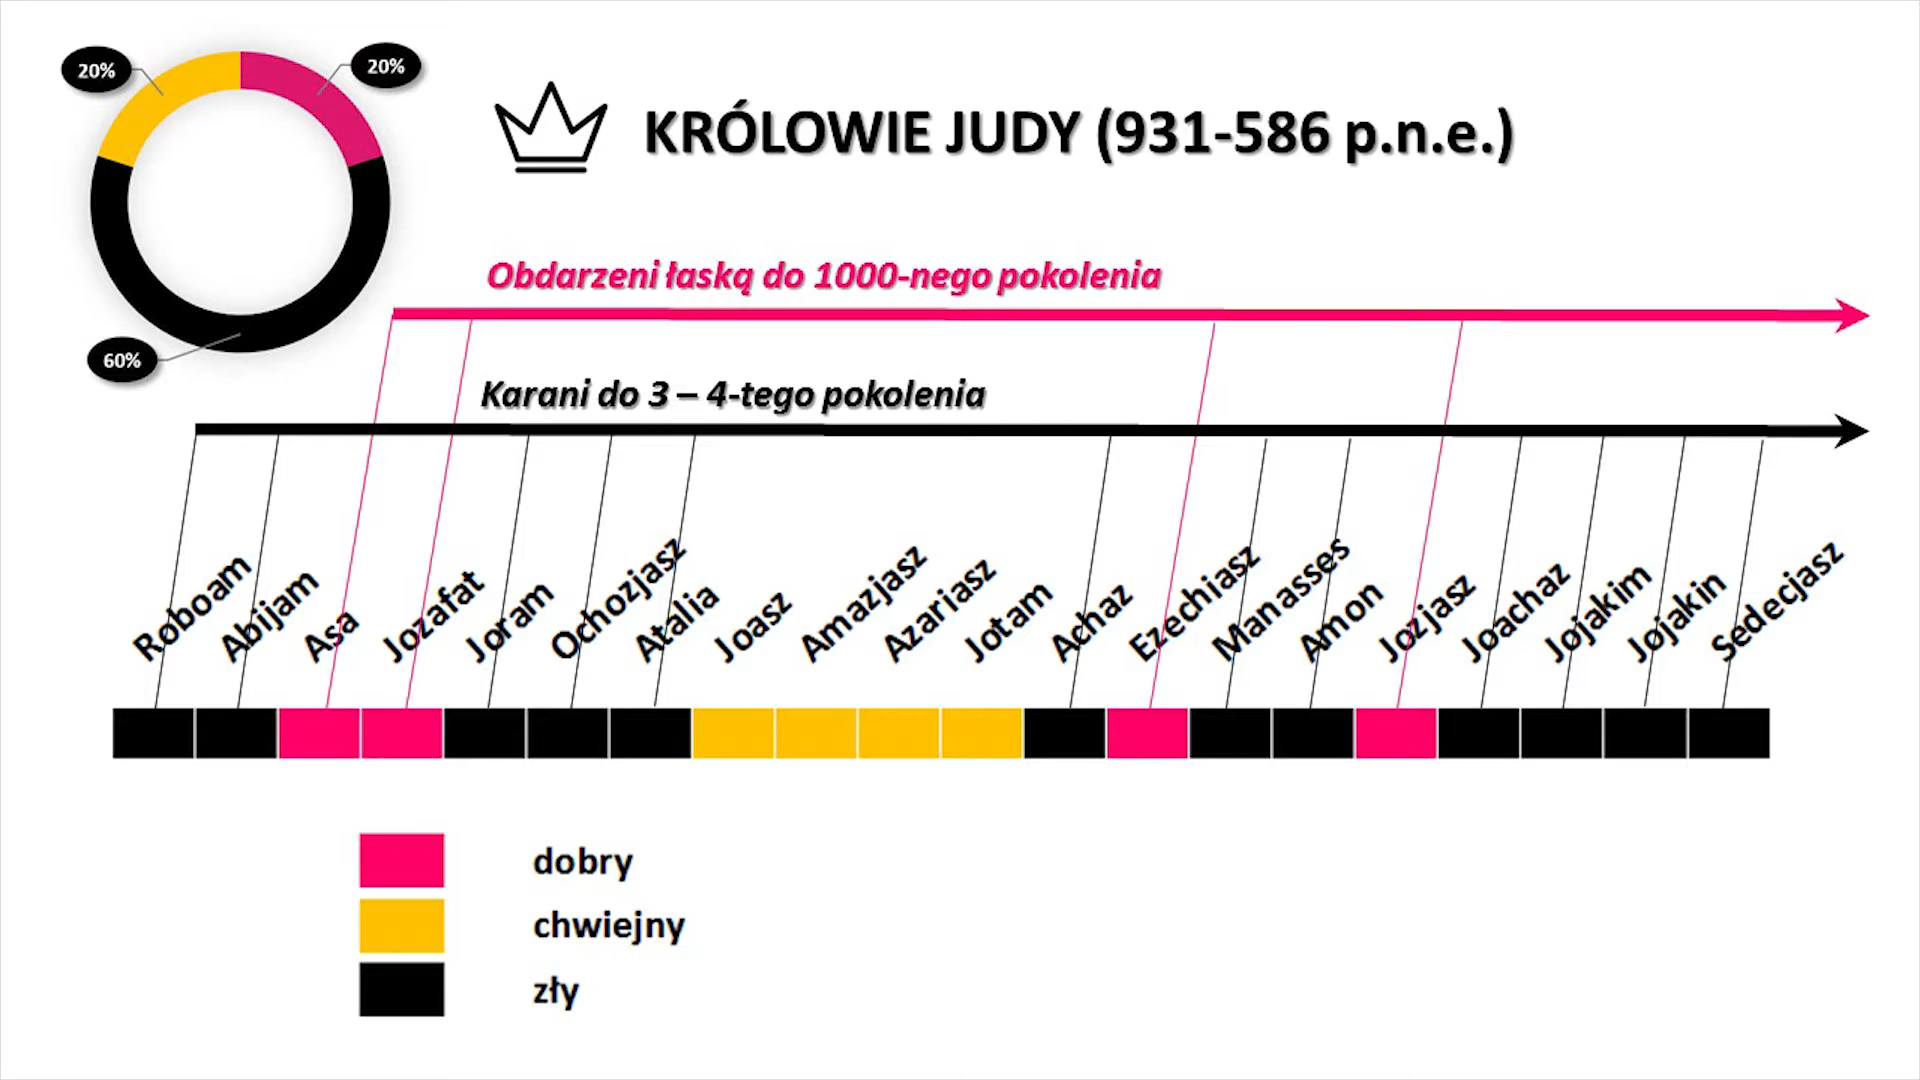 20%
20%
KRÓLOWIE JUDY (931-586 p.n.e.)
Obdarzeni łaską do 1000-nego pokolenia
60%
Karani do 3 – 4-tego pokolenia
Roboam
Abijam
Asa
Jozafat
Joram
Ochozjasz
Atalia
Joasz
Amazjasz
Azariasz
Jotam
Achaz
Ezechiasz
Manasses
Amon
Jozjasz
Joachaz
Jojakim
Jojakin
Sedecjasz
dobry
chwiejny
zły